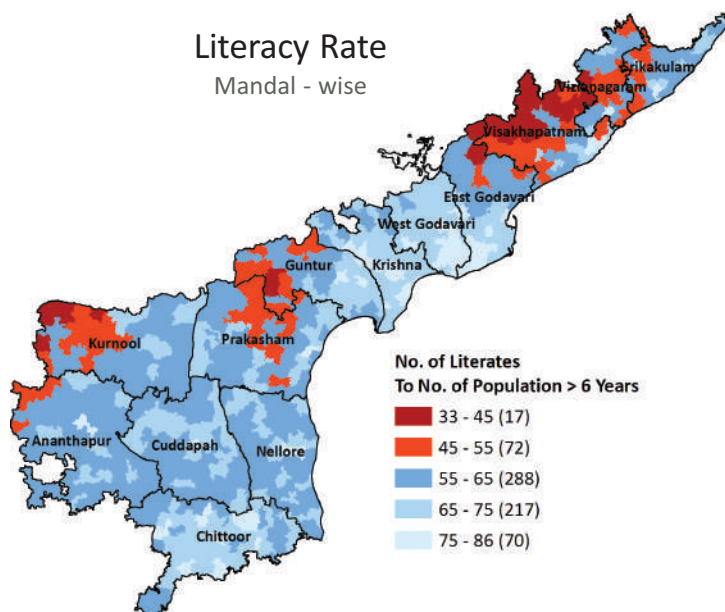 Literacy Rate
Mandal - wise
Srikakulam
Vizianagaram
Visakhapatnam
East Godavari
West Godavari
Guntur
Krishna
Kurnool
Prakasham
Ananthapur
Cuddapah
Nellore
Chittoor
No. of Literates
To No. of Population > 6 Years
33 - 45 (17)
45 - 55 (72)
55 - 65 (288)
65 - 75 (217)
75 - 86 (70)